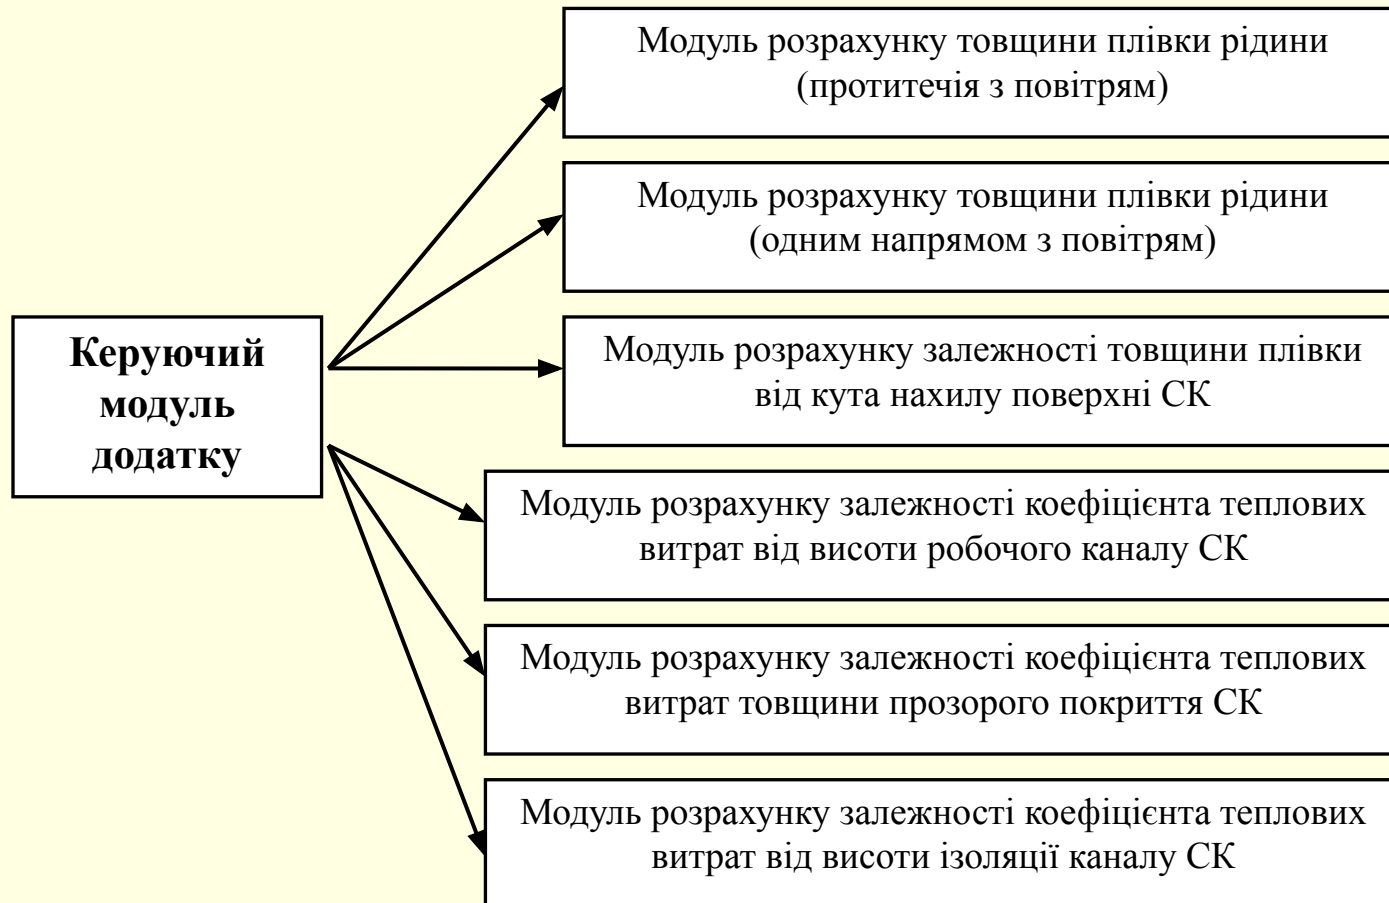 Модуль розрахунку товщини плівки рідини
(протитечія з повітрям)
Модуль розрахунку товщини плівки рідини
(одним напрямом з повітрям)
Керуючий
модуль
додатку
Модуль розрахунку залежності товщини плівки
від кута нахилу поверхні СК
Модуль розрахунку залежності коефіцієнта теплових
витрат від висоти робочого каналу СК
Модуль розрахунку залежності коефіцієнта теплових
витрат товщини прозорого покриття СК
Модуль розрахунку залежності коефіцієнта теплових
витрат від висоти ізоляції каналу СК